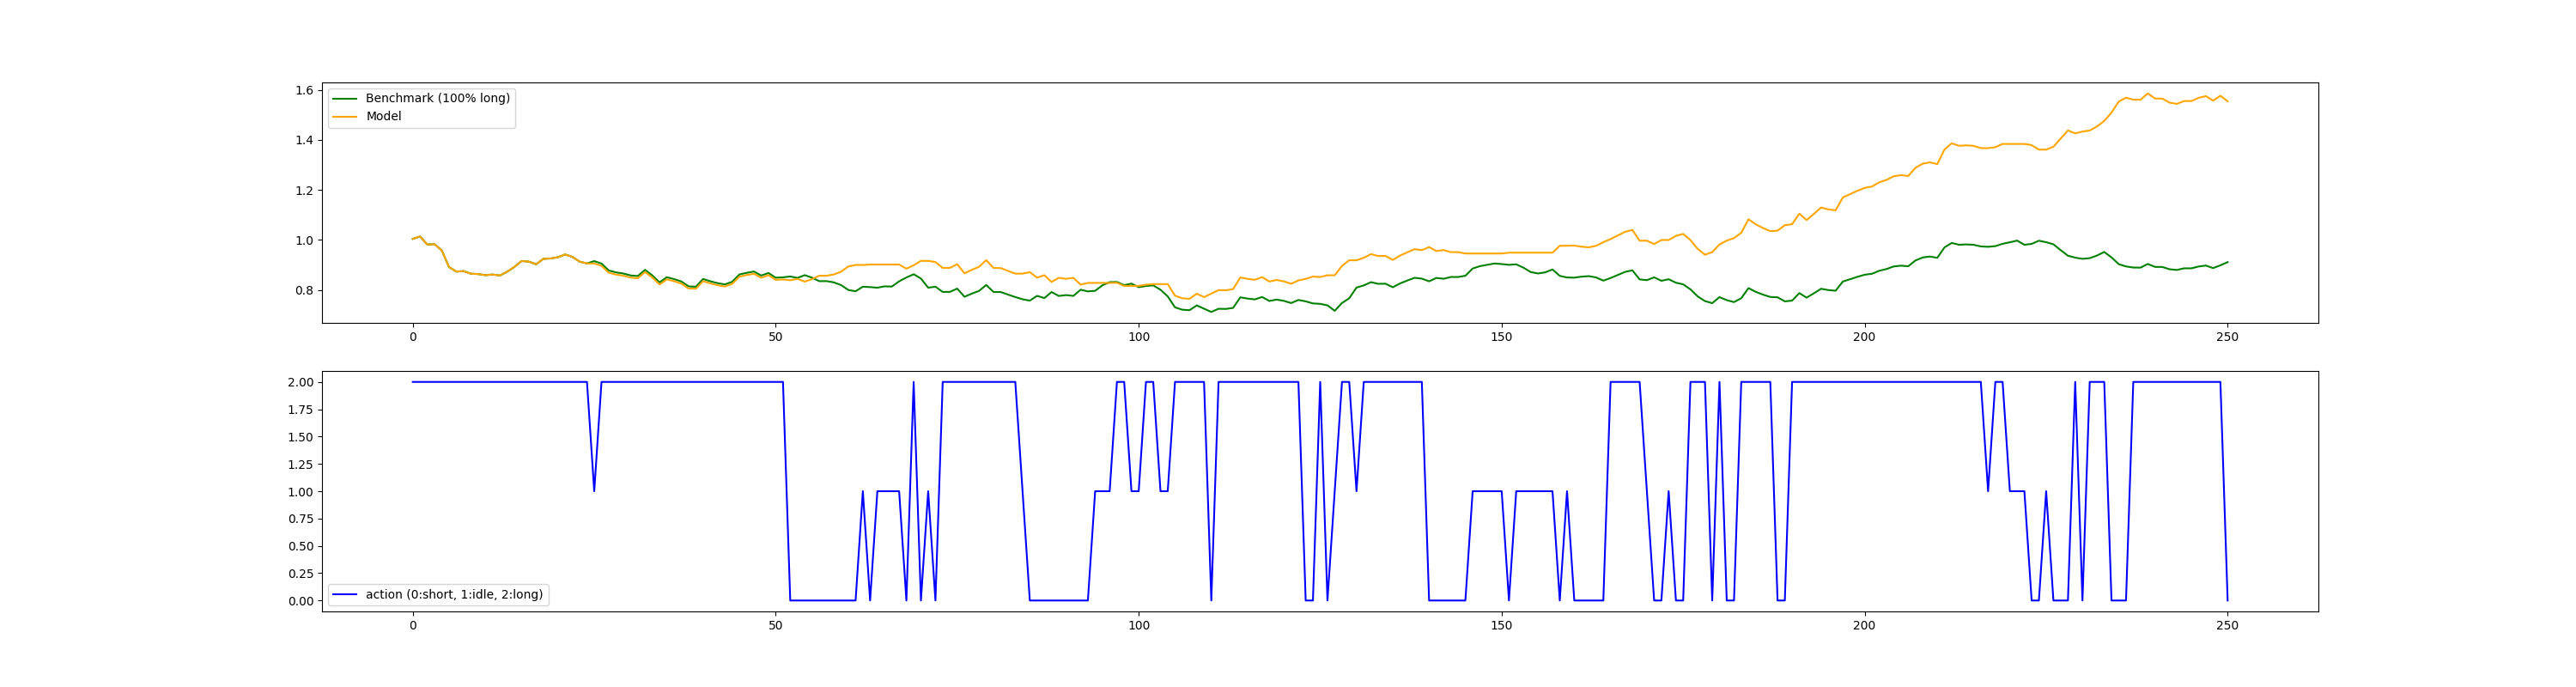 1.6
1.4
1.2
1.0
0.8
Benchmark (100% long)
Model
0 50 100 150 200 250
2.00
1.75
1.50
1.25
1.00
0.75
0.50
0.25
0.00
action (0:short, 1:idle, 2:long)
0 50 100 150 200 250